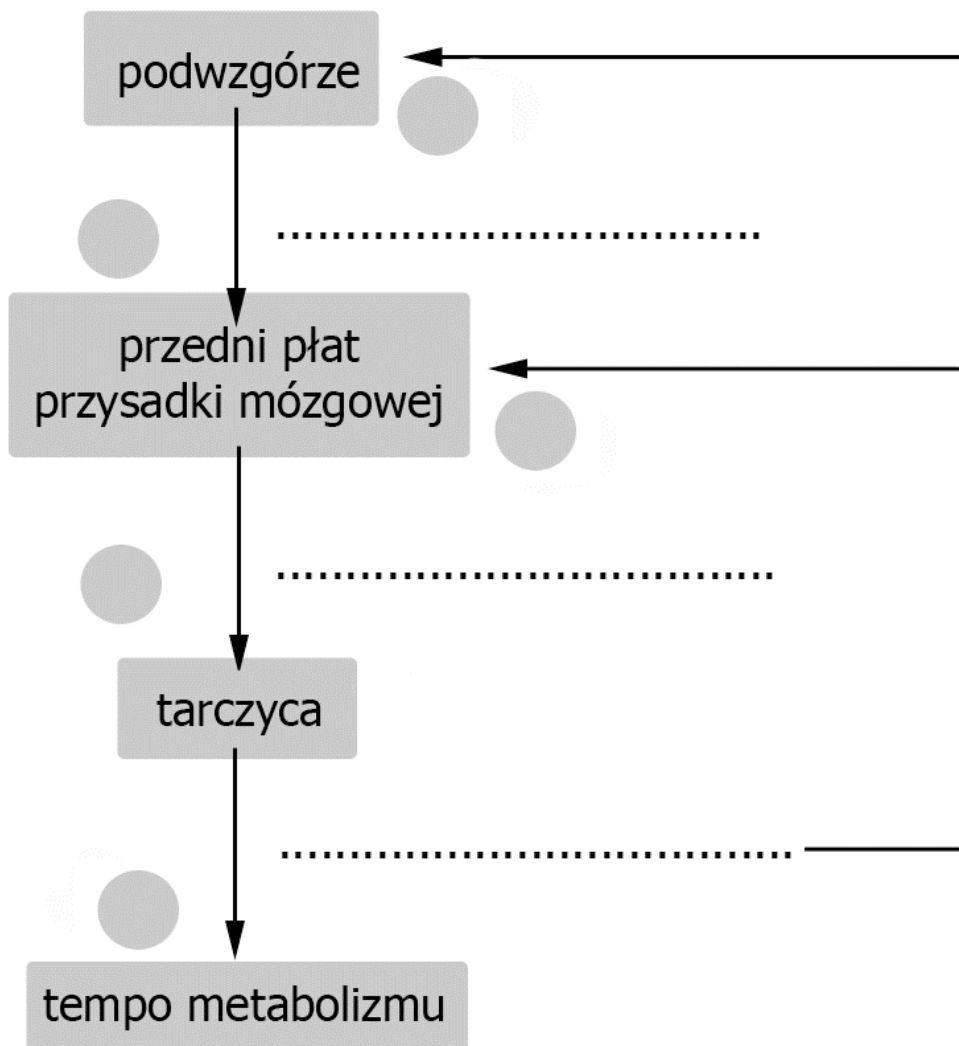 podwzgórze
przedni płat
przysadki mózgowej
tarczyca
tempo metabolizmu